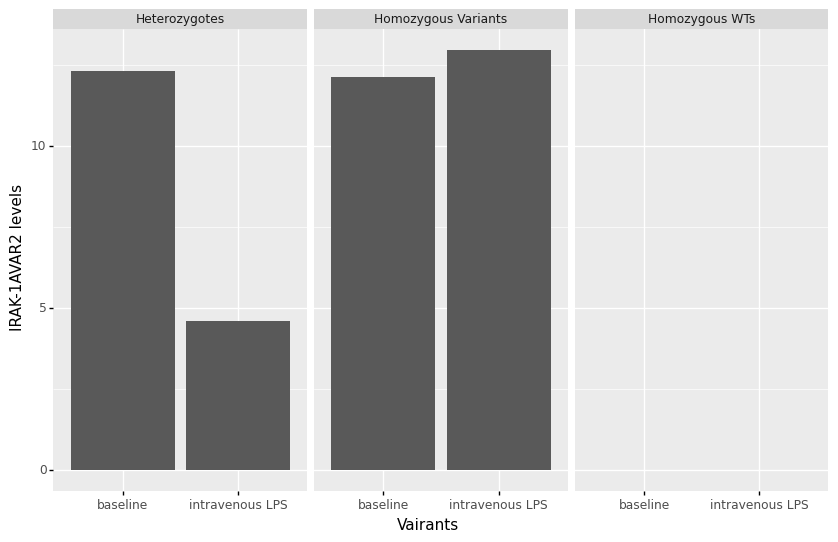 Heterozygotes
Homozygous Variants
Homozygous WTs
IRAK-1AVAR2 levels
10
5
0
baseline
intravenous LPS
baseline
intravenous LPS
baseline
intravenous LPS
Vairants